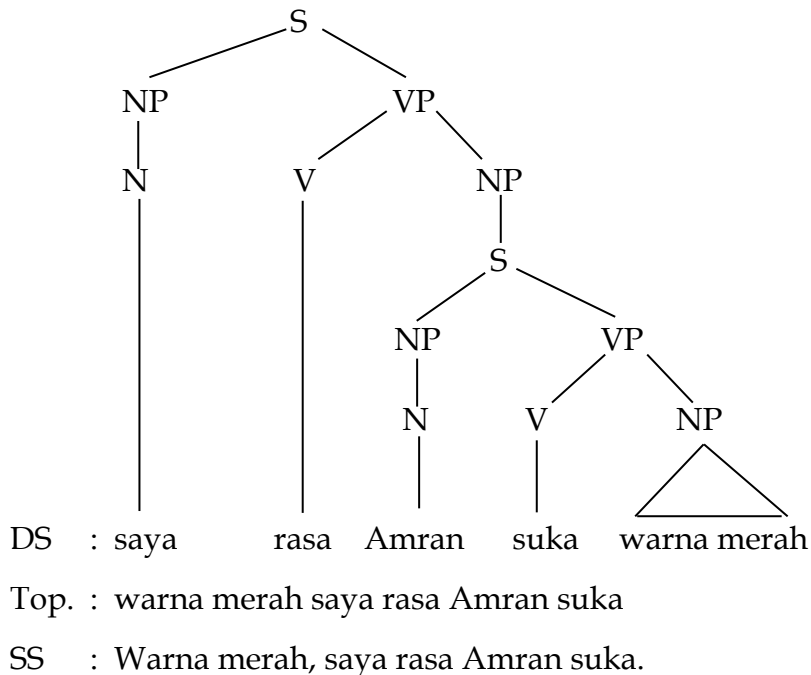 S
NP VP
N V NP
S
NP VP
N V NP
DS : saya rasa Amran suka warna merah
Top. : warna merah saya rasa Amran suka
SS : Warna merah, saya rasa Amran suka.